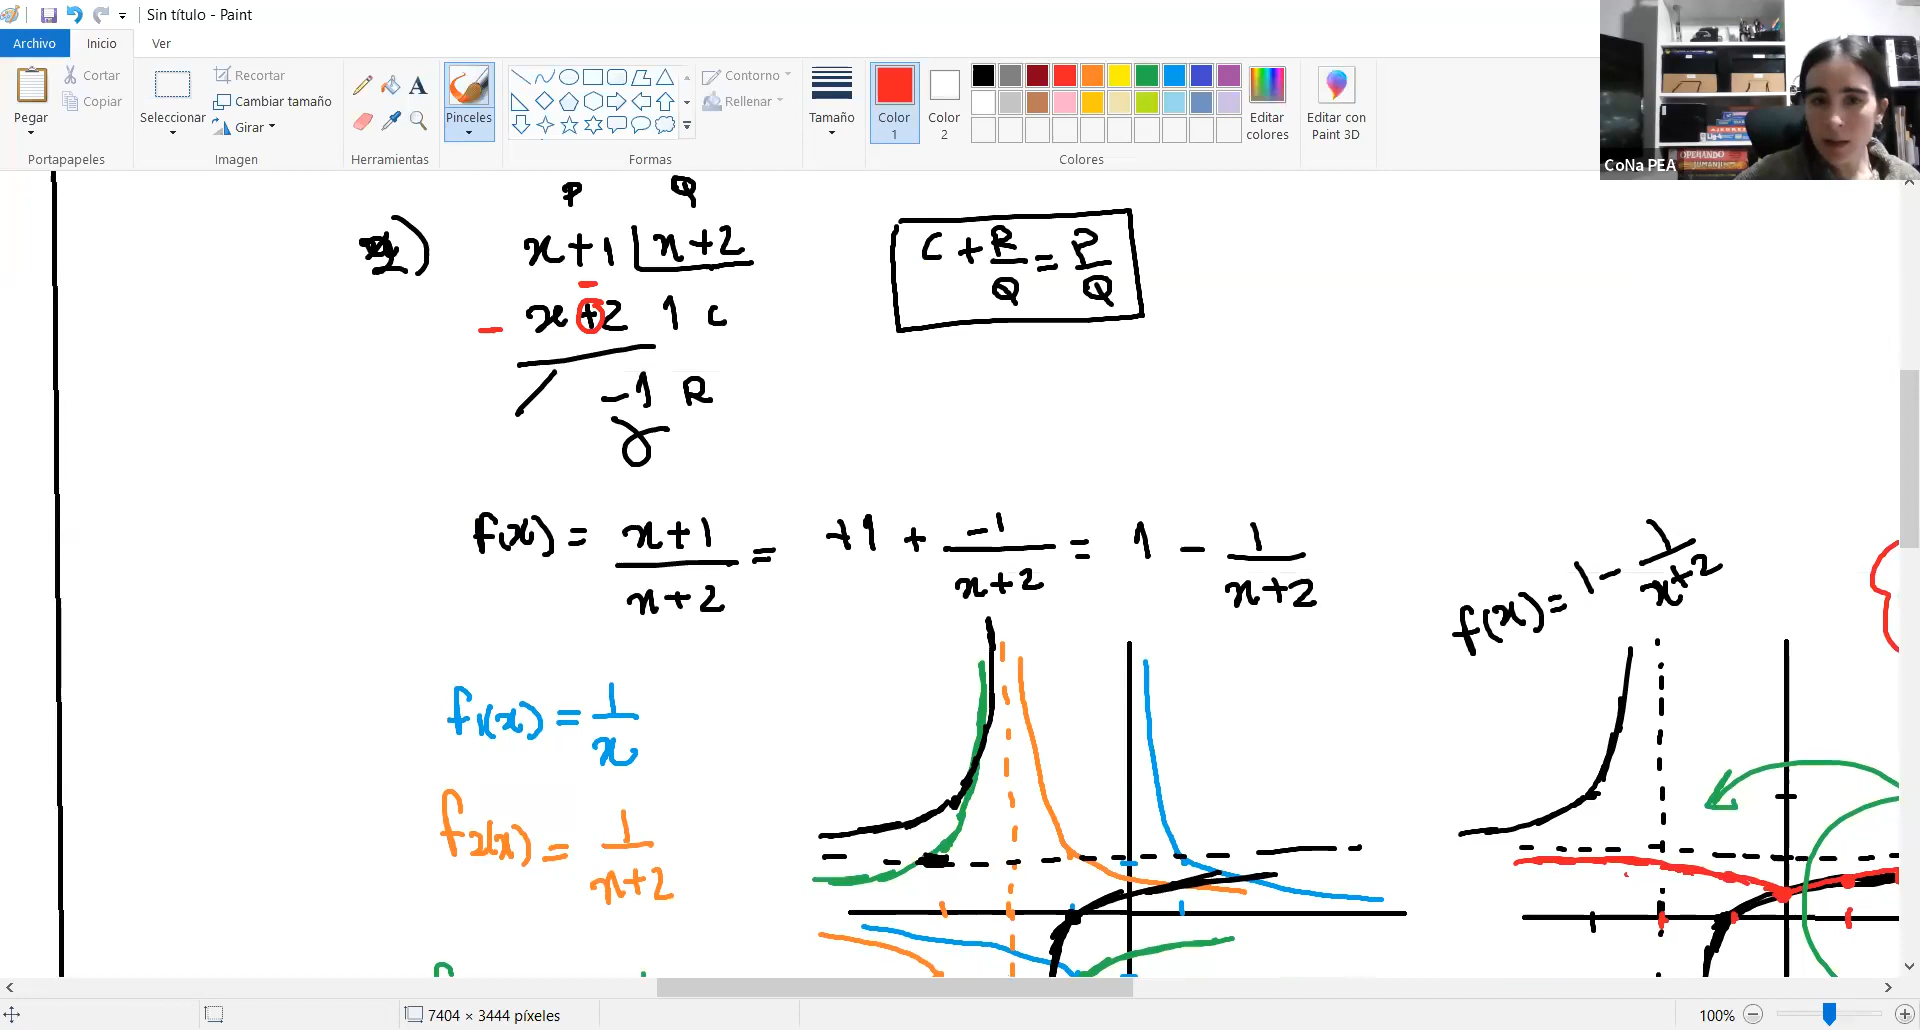 Sin título - Paint
Archivo Inicio Ver
Pegar
Cortar
Copiar
Portapapeles
Seleccionar
Recortar
Cambiar tamaño
Girar
Imagen
A
Herramientas
Pinceles
Contorno
Rellenar
Formas
Tamaño
Color 1
Color 2
Colores
Editar colores
Editar con Paint 3D
CoNa PEA
P Q
x+1 | x+2
- x+2 1 C
-1 R
C + R/Q = P/Q
f(x) = x+1/x+2 = +1 + -1/x+2 = 1 - 1/x+2
f(x) = 1 - 1/x+2
f1(x) = 1/x
f2(x) = 1/x+2
7404 × 3444 píxeles
100%